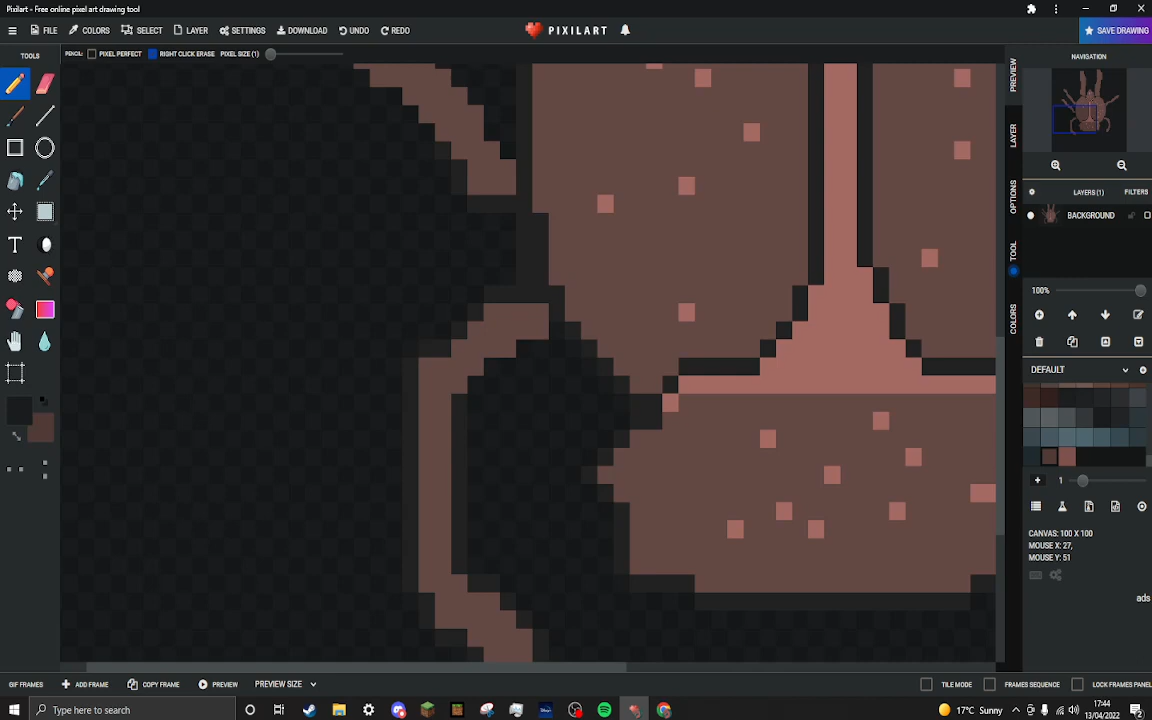 Pixilart - Free online pixel art drawing tool
FILE COLORS SELECT LAYER SETTINGS DOWNLOAD UNDO REDO PIXILART SAVE DRAWING
TOOLS PENCIL: PIXEL PERFECT RIGHT CLICK ERASE PIXEL SIZE (1)
NAVIGATION
PREVIEW
LAYER
LAYERS (1) FILTERS
BACKGROUND
OPTIONS
TOOL
100%
COLORS
DEFAULT
T
+ 1
CANVAS: 100 X 100
MOUSE X: 27,
MOUSE Y: 51
ads
GIF FRAMES ADD FRAME COPY FRAME PREVIEW PREVIEW SIZE TILE MODE FRAMES SEQUENCE LOCK FRAMES PANEL
Type here to search 17°C Sunny 17:44
13/04/2022